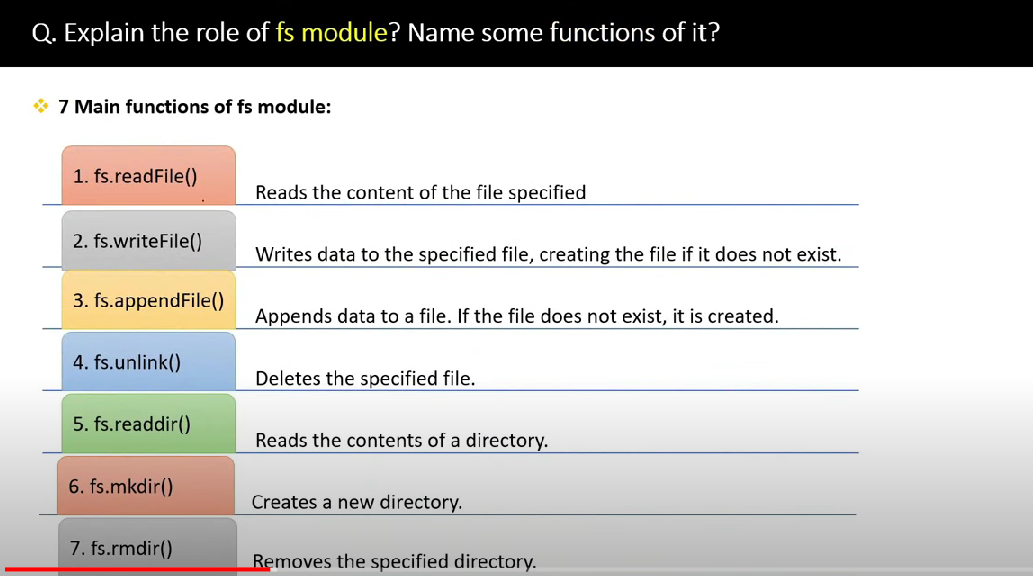 Q. Explain the role of fs module? Name some functions of it?
7 Main functions of fs module:
1. fs.readFile()
Reads the content of the file specified
2. fs.writeFile()
Writes data to the specified file, creating the file if it does not exist.
3. fs.appendFile()
Appends data to a file. If the file does not exist, it is created.
4. fs.unlink()
Deletes the specified file.
5. fs.readdir()
Reads the contents of a directory.
6. fs.mkdir()
Creates a new directory.
7. fs.rmdir()
Removes the specified directory.